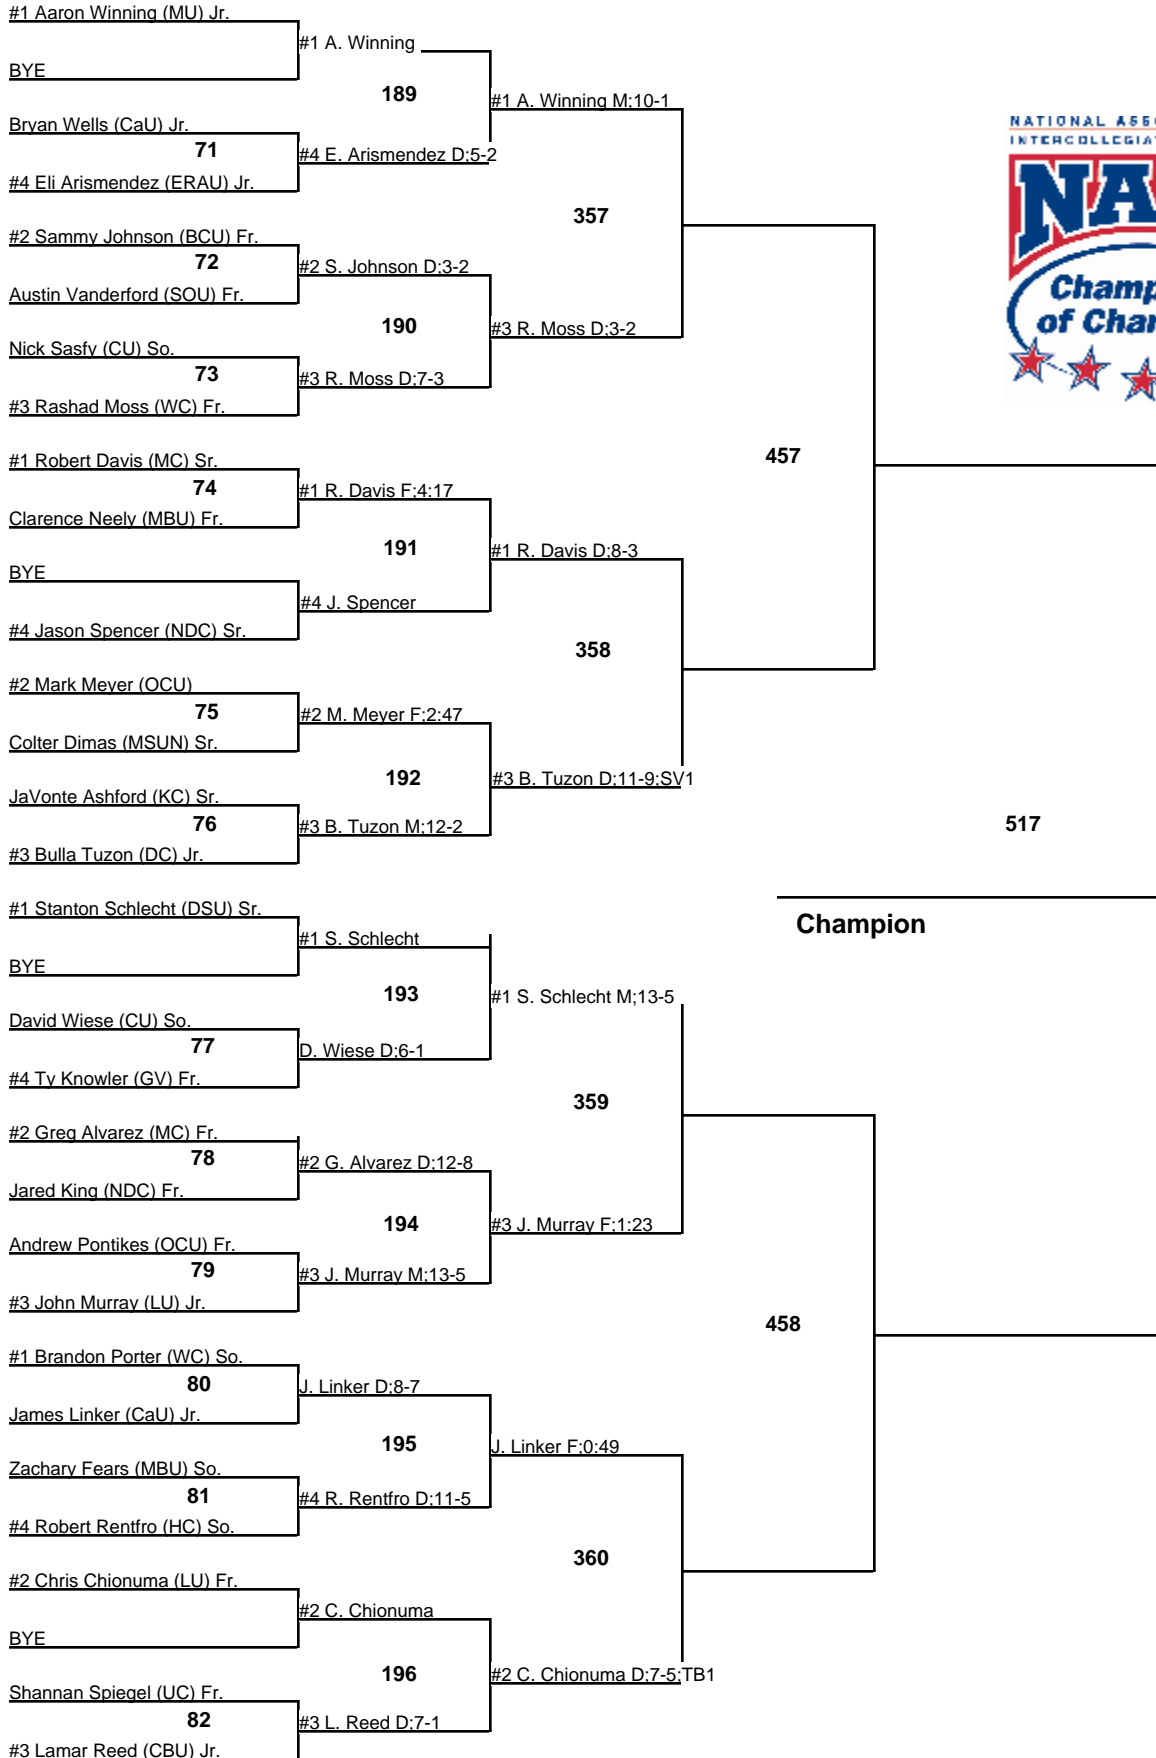 #1 Aaron Winning (MU) Jr.
#1 A. Winning
BYE
189
#1 A. Winning M;10-1
Bryan Wells (CaU) Jr.
71
#4 E. Arismendez D;5-2
#4 Eli Arismendez (ERAU) Jr.
357
#2 Sammy Johnson (BCU) Fr.
72
#2 S. Johnson D;3-2
Austin Vanderford (SOU) Fr.
190
#3 R. Moss D;3-2
Nick Sasfy (CU) So.
73
#3 R. Moss D;7-3
#3 Rashad Moss (WC) Fr.
457
#1 Robert Davis (MC) Sr.
74
#1 R. Davis F;4:17
Clarence Neely (MBU) Fr.
191
#1 R. Davis D;8-3
BYE
#4 J. Spencer
#4 Jason Spencer (NDC) Sr.
358
#2 Mark Meyer (OCU)
75
#2 M. Meyer F;2:47
Colter Dimas (MSUN) Sr.
192
#3 B. Tuzon D;11-9;SV1
JaVonte Ashford (KC) Sr.
76
#3 B. Tuzon M;12-2
#3 Bulla Tuzon (DC) Jr.
517
Champion
#1 Stanton Schlecht (DSU) Sr.
#1 S. Schlecht
BYE
193
#1 S. Schlecht M;13-5
David Wiese (CU) So.
77
D. Wiese D;6-1
#4 Ty Knowler (GV) Fr.
359
#2 Greg Alvarez (MC) Fr.
78
#2 G. Alvarez D;12-8
Jared King (NDC) Fr.
194
#3 J. Murray F;1:23
Andrew Pontikes (OCU) Fr.
79
#3 J. Murray M;13-5
#3 John Murray (LU) Jr.
458
#1 Brandon Porter (WC) So.
80
J. Linker D;8-7
James Linker (CaU) Jr.
195
J. Linker F;0:49
Zachary Fears (MBU) So.
81
#4 R. Rentfro D;11-5
#4 Robert Rentfro (HC) So.
360
#2 Chris Chionuma (LU) Fr.
#2 C. Chionuma
BYE
196
#2 C. Chionuma D;7-5;TB1
Shannan Spiegel (UC) Fr.
82
#3 L. Reed D;7-1
#3 Lamar Reed (CBU) Jr.
NATIONAL ASS
INTERCOLLEGIA
NA
Champ
of Char